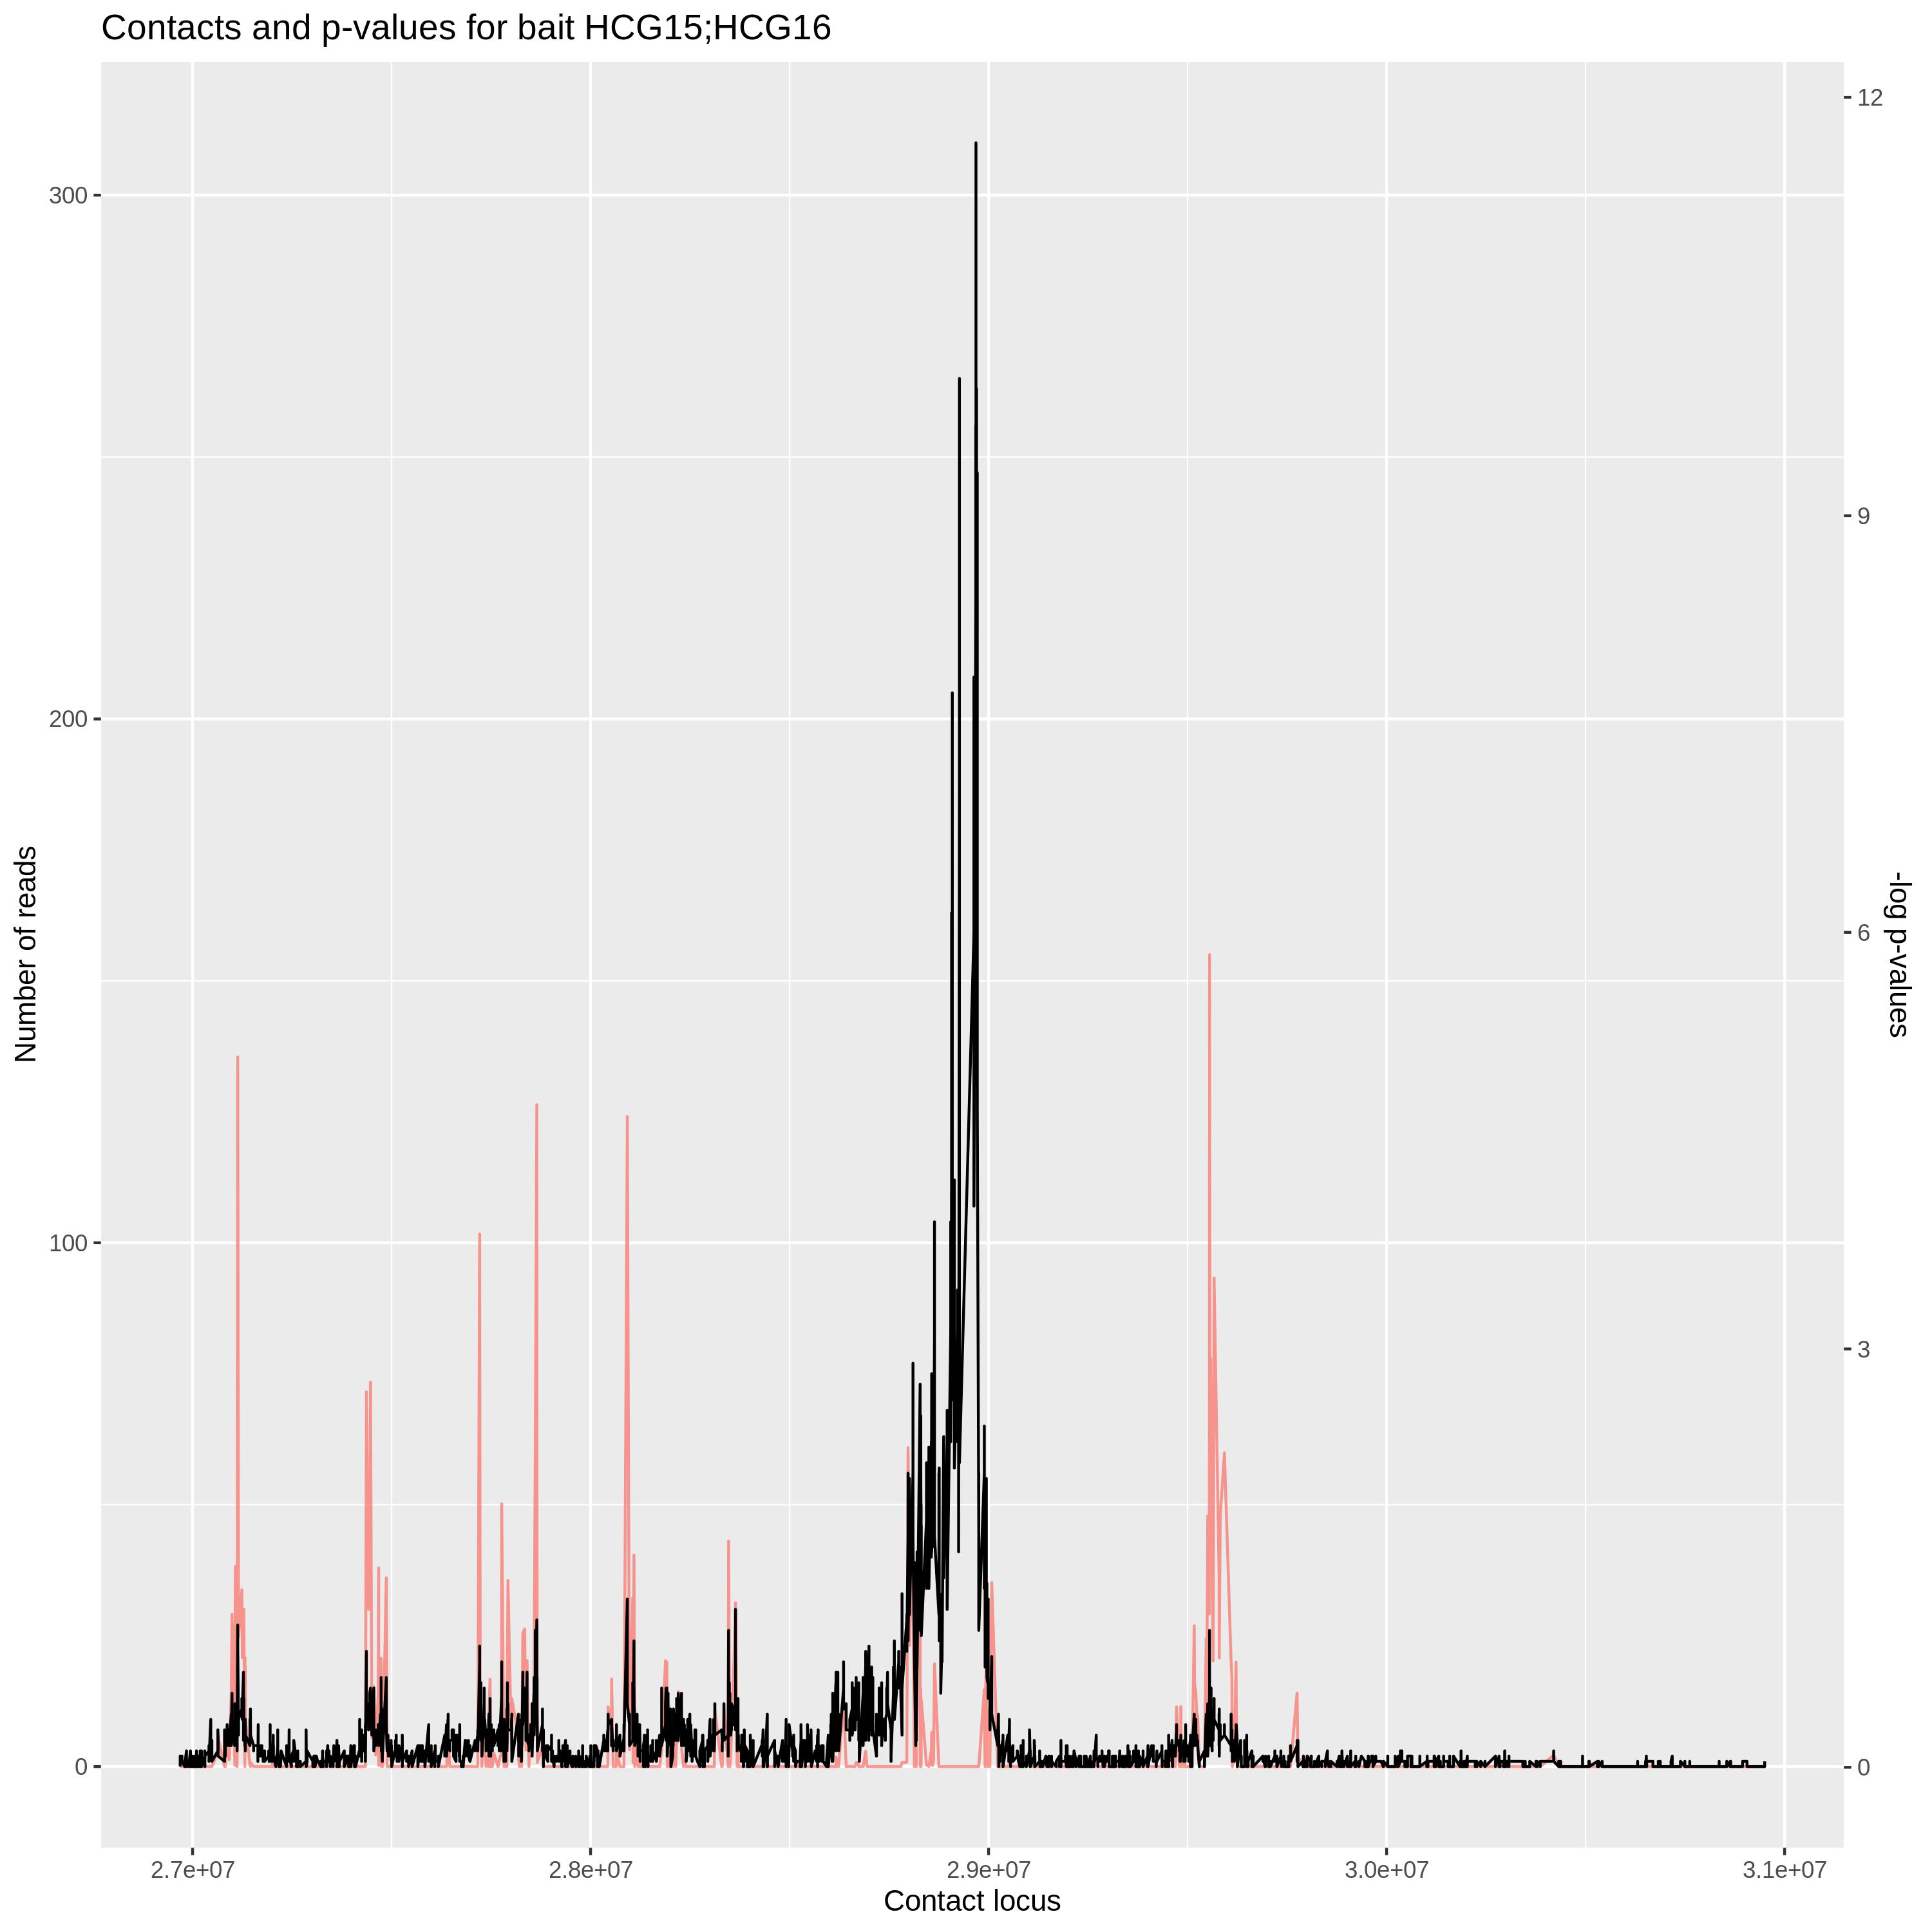 Contacts and p-values for bait HCG15;HCG16
300
200
100
0
Number of reads
12
9
6
3
0
-log p-values
2.7e+07 2.8e+07 2.9e+07 3.0e+07 3.1e+07
Contact locus